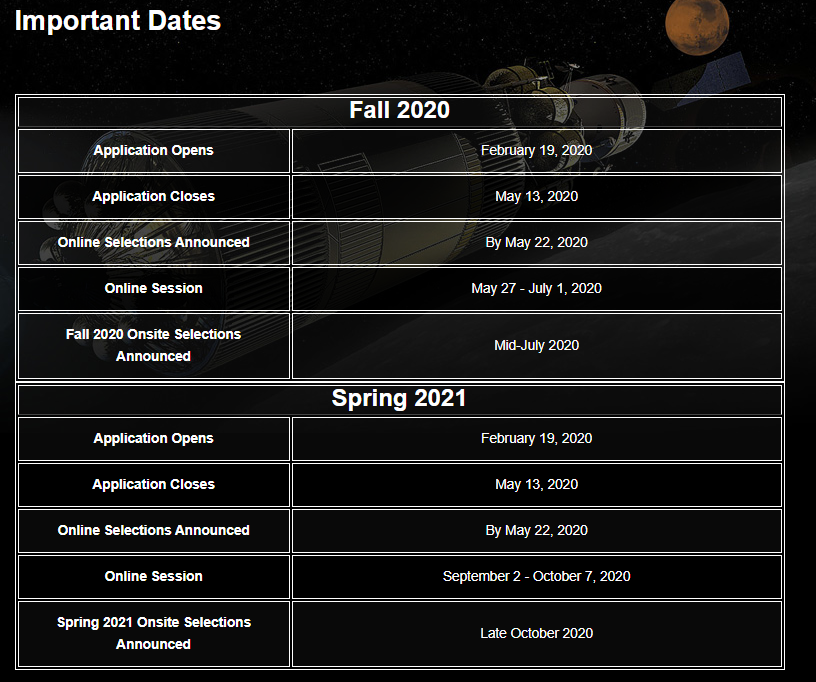 Important Dates
Fall 2020
Application Opens
February 19, 2020
Application Closes
May 13, 2020
Online Selections Announced
By May 22, 2020
Online Session
May 27 - July 1, 2020
Fall 2020 Onsite Selections
Announced
Mid-July 2020
Spring 2021
Application Opens
February 19, 2020
Application Closes
May 13, 2020
Online Selections Announced
By May 22, 2020
Online Session
September 2 - October 7, 2020
Spring 2021 Onsite Selections
Announced
Late October 2020